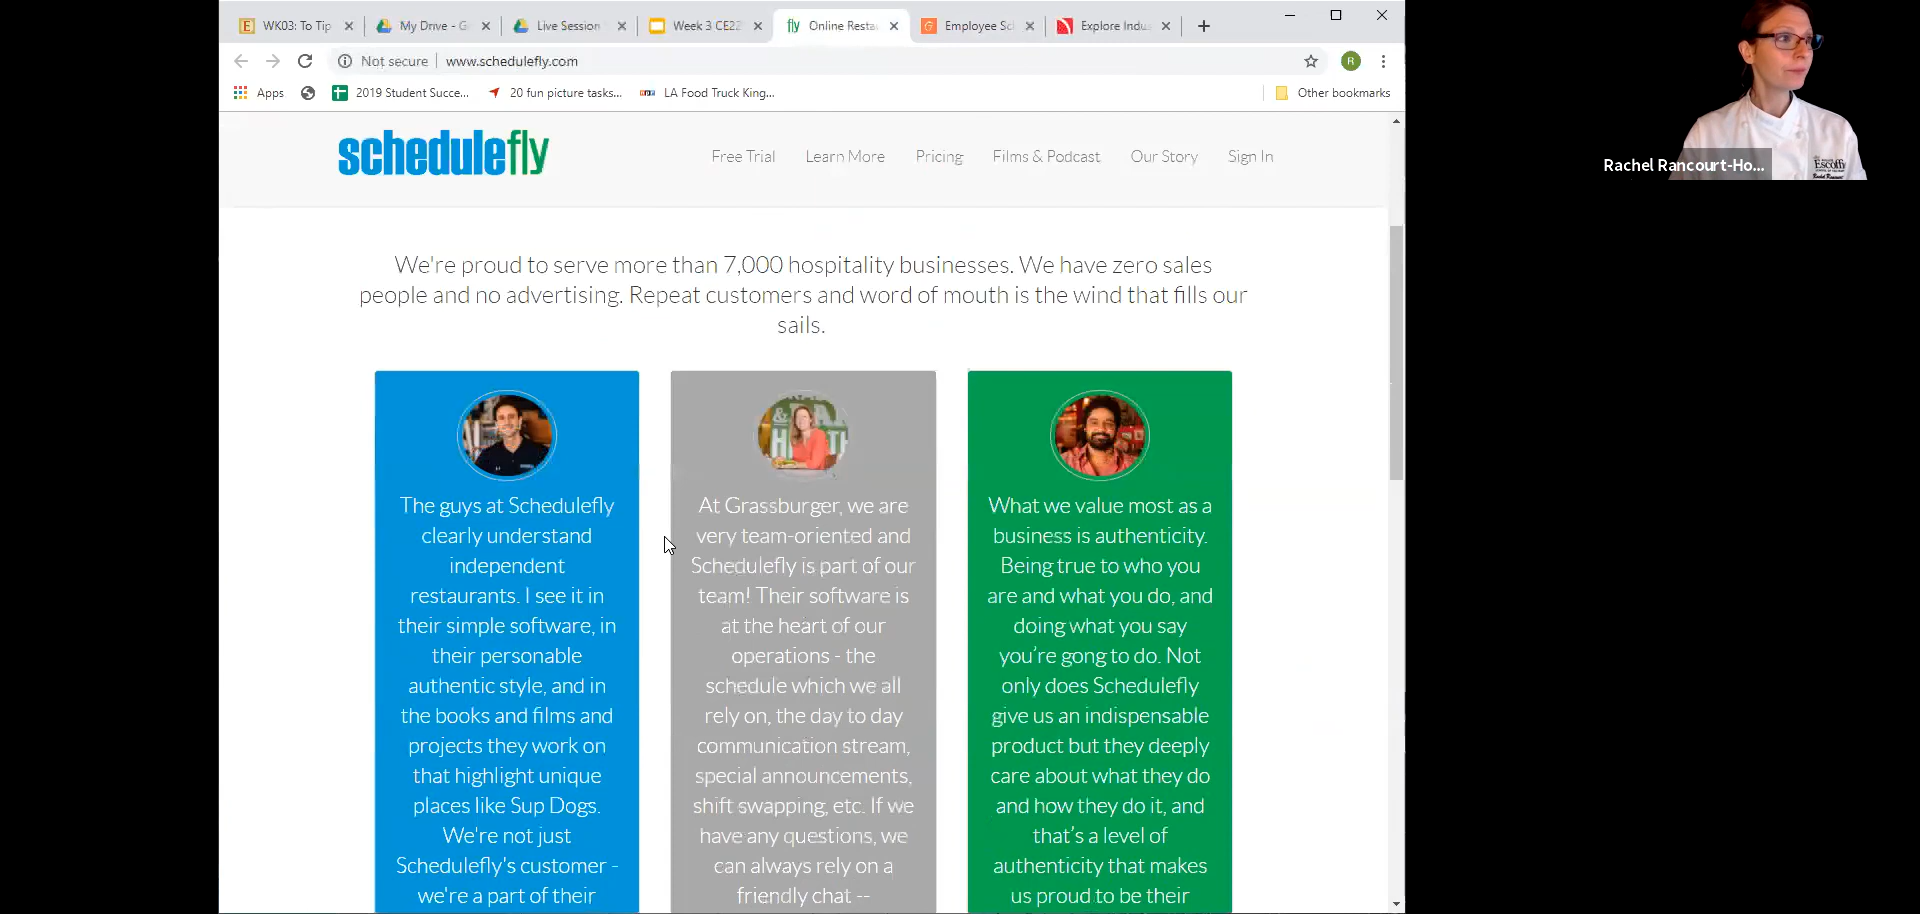 WK03: To Tip
My Drive - G
Live Session
Week 3 CE22
fly Online Resta
Employee Sc
Explore Indu
Not secure www.schedulefly.com
R
Apps
2019 Student Succe...
20 fun picture tasks...
LA Food Truck King...
Other bookmarks
schedulefly
Free Trial
Learn More
Pricing
Films & Podcast
Our Story
Sign In
We're proud to serve more than 7,000 hospitality businesses. We have zero sales
people and no advertising. Repeat customers and word of mouth is the wind that fills our
sails.
The guys at Schedulefly
clearly understand
independent
restaurants. I see it in
their simple software, in
their personable
authentic style, and in
the books and films and
projects they work on
that highlight unique
places like Sup Dogs.
We're not just
Schedulefly's customer -
we're a part of their
At Grassburger, we are
very team-oriented and
Schedulefly is part of our
team! Their software is
at the heart of our
operations - the
schedule which we all
rely on, the day to day
communication stream,
special announcements,
shift swapping, etc. If we
have any questions, we
can always rely on a
friendly chat --
What we value most as a
business is authenticity.
Being true to who you
are and what you do, and
doing what you say
you're gong to do. Not
only does Schedulefly
give us an indispensable
product but they deeply
care about what they do
and how they do it, and
that's a level of
authenticity that makes
us proud to be their
Rachel Rancourt-Ho...